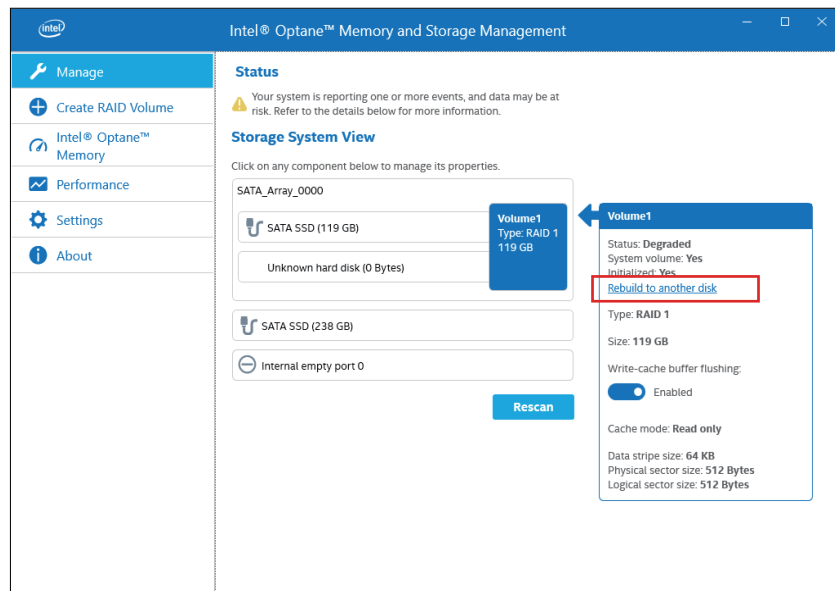 intel
Intel® Optane™ Memory and Storage Management
Manage
Create RAID Volume
Intel® Optane™
Memory
Performance
Settings
About
Status
Your system is reporting one or more events, and data may be at
risk. Refer to the details below for more information.
Storage System View
Click on any component below to manage its properties.
SATA_Array_0000
SATA SSD (119 GB)
Unknown hard disk (0 Bytes)
Volume1
Type: RAID 1
119 GB
SATA SSD (238 GB)
Internal empty port 0
Rescan
Volume1
Status: Degraded
System volume: Yes
Initialized: Yes
Rebuild to another disk
Type: RAID 1
Size: 119 GB
Write-cache buffer flushing:
Enabled
Cache mode: Read only
Data stripe size: 64 KB
Physical sector size: 512 Bytes
Logical sector size: 512 Bytes